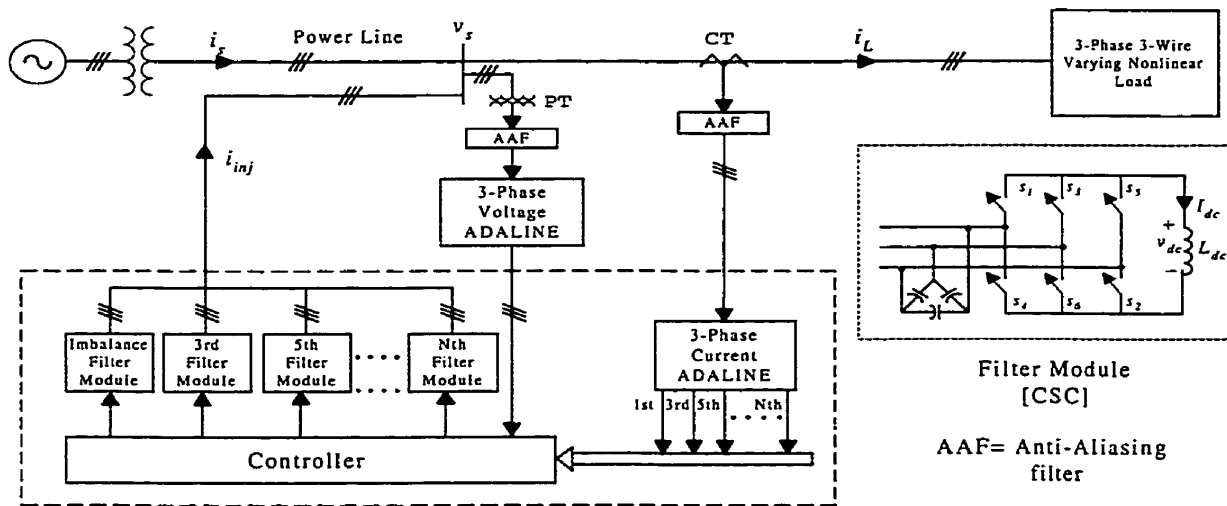 v_s
i_s
Power Line
CT
i_L
3-Phase 3-Wire
Varying Nonlinear
Load
PT
AAF
AAF
i_inj
3-Phase
Voltage
ADALINE
s_1
s_3
s_5
I_dc
+
v_dc
L_dc
-
s_4
s_6
s_2
Imbalance
Filter
Module
3rd
Filter
Module
5th
Filter
Module
....
Nth
Filter
Module
3-Phase
Current
ADALINE
1st
3rd
5th
.....
Nth
Controller
Filter Module
[CSC]
AAF= Anti-Aliasing
filter